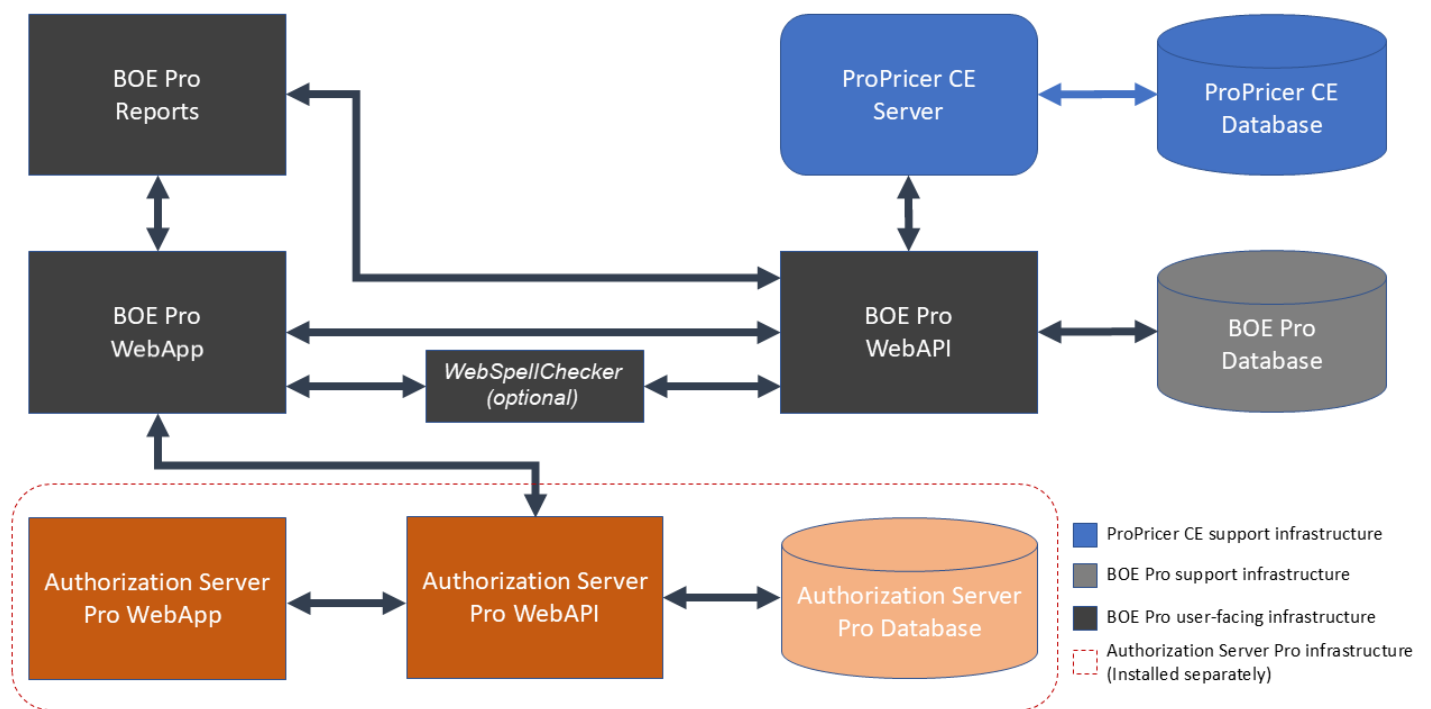 BOE Pro
Reports
ProPricer CE
Server
ProPricer CE
Database
BOE Pro
WebApp
WebSpellChecker
(optional)
BOE Pro
WebAPI
BOE Pro
Database
Authorization Server
Pro WebApp
Authorization Server
Pro WebAPI
Authorization Server
Pro Database
ProPricer CE support infrastructure
BOE Pro support infrastructure
BOE Pro user-facing infrastructure
Authorization Server Pro infrastructure
(Installed separately)